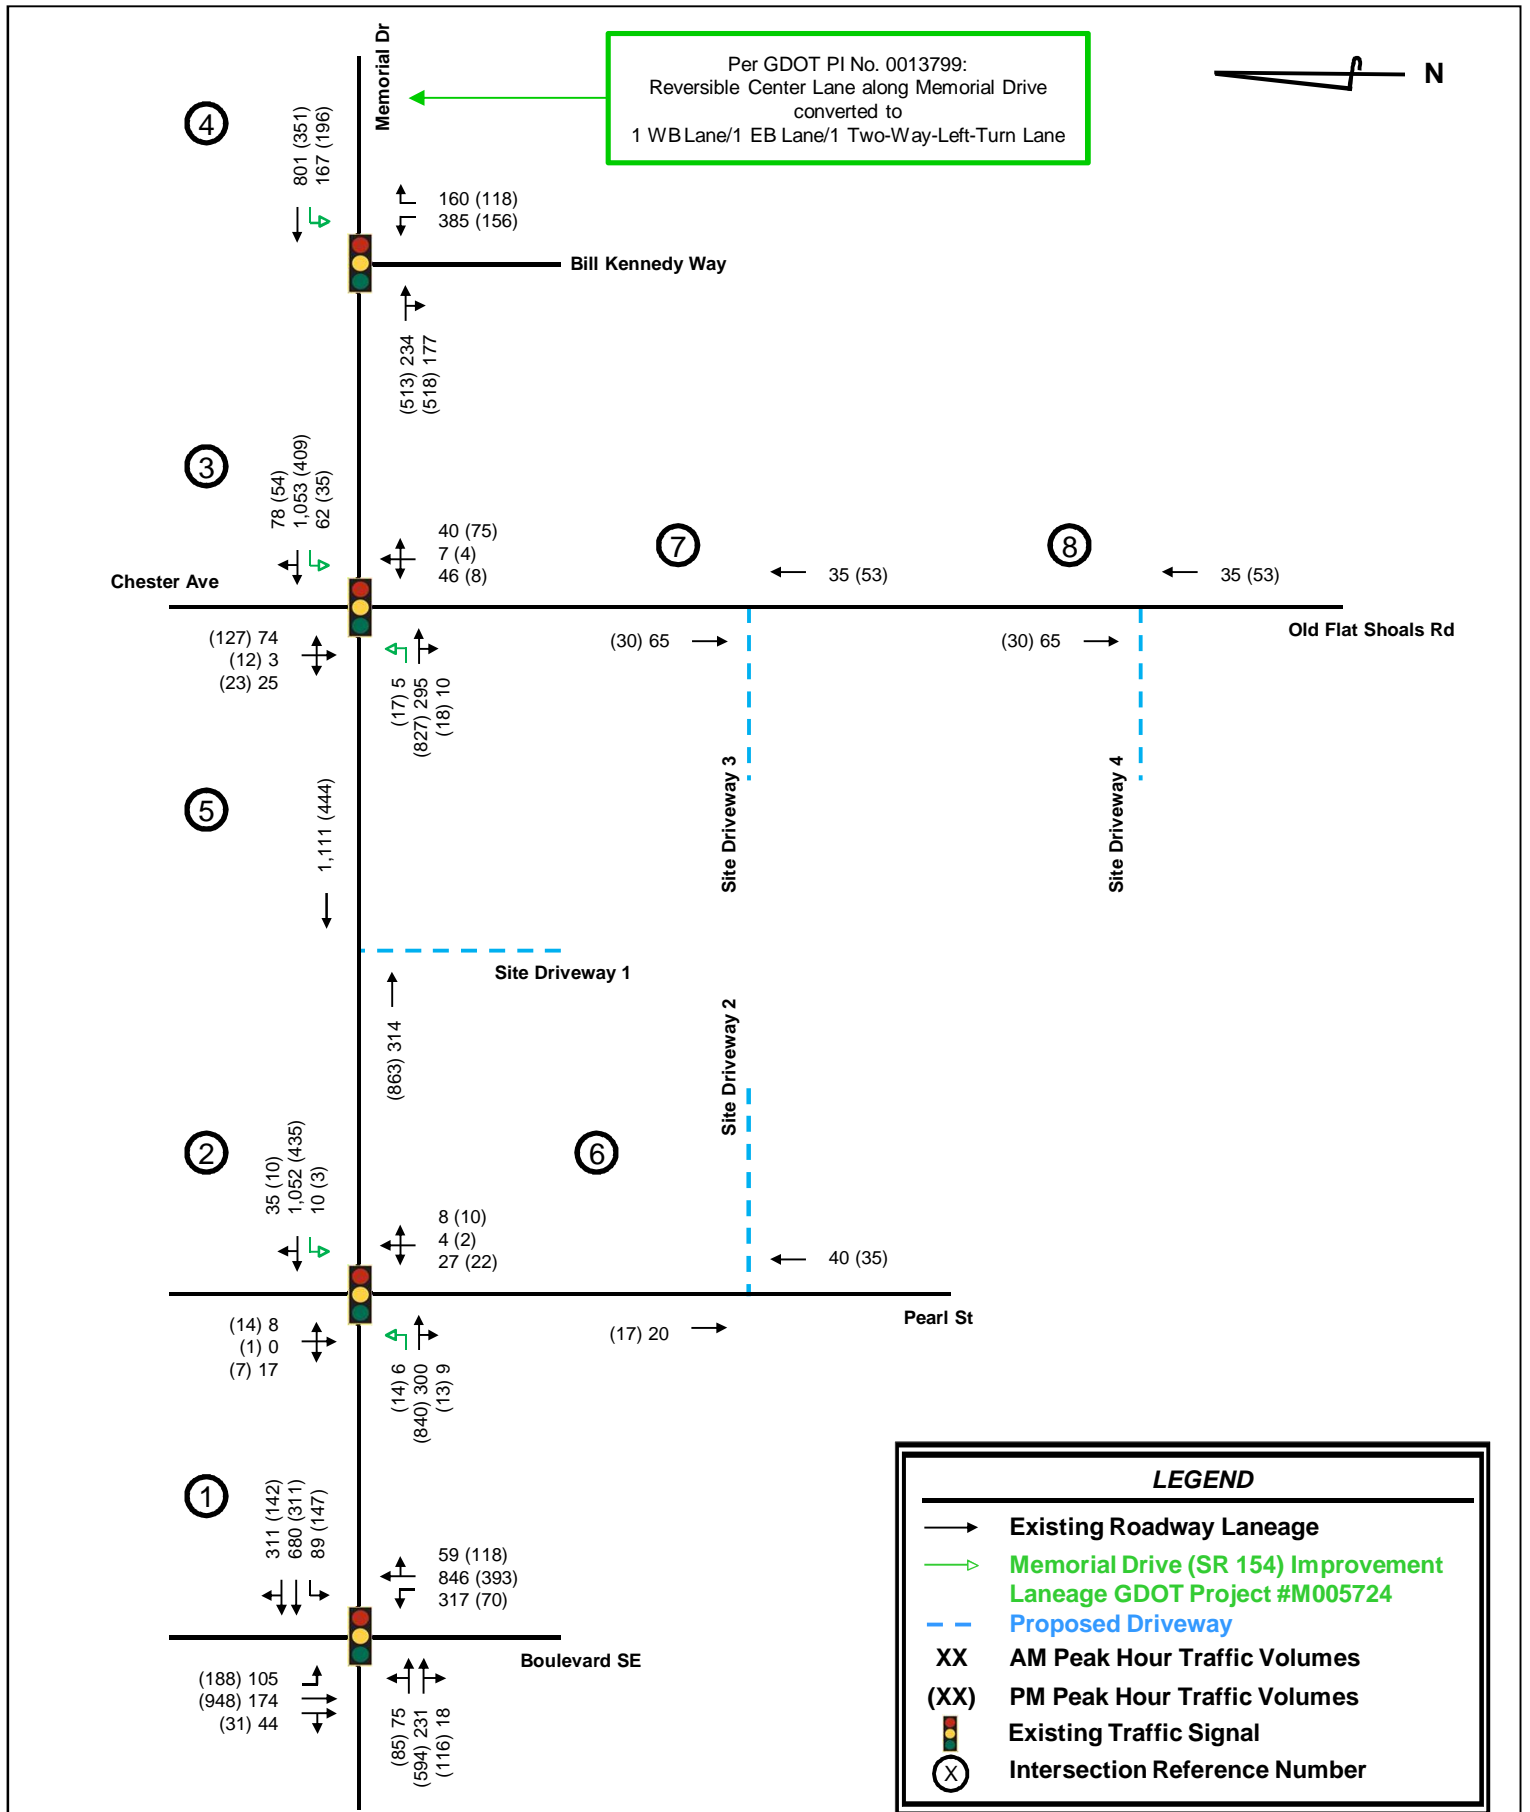 Memorial Dr
Per GDOT PI No. 0013799:
Reversible Center Lane along Memorial Drive
converted to
1 WB Lane/1 EB Lane/1 Two-Way-Left-Turn Lane
N
4
801 (351)
167 (196)
160 (118)
385 (156)
Bill Kennedy Way
(513) 234
(518) 177
3
78 (54)
1,053 (409)
62 (35)
40 (75)
7 (4)
46 (8)
7
35 (53)
8
35 (53)
Chester Ave
Old Flat Shoals Rd
(127) 74
(12) 3
(23) 25
(17) 5
(827) 295
(18) 10
(30) 65
(30) 65
Site Driveway 3
Site Driveway 4
5
1,111 (444)
Site Driveway 1
(863) 314
Site Driveway 2
2
35 (10)
1,052 (435)
10 (3)
8 (10)
4 (2)
27 (22)
6
40 (35)
Pearl St
(14) 8
(1) 0
(7) 17
(14) 6
(840) 300
(13) 9
(17) 20
1
311 (142)
680 (311)
89 (147)
59 (118)
846 (393)
317 (70)
Boulevard SE
(188) 105
(948) 174
(31) 44
(85) 75
(594) 231
(116) 18
LEGEND
Existing Roadway Laneage
Memorial Drive (SR 154) Improvement
Laneage GDOT Project #M005724
Proposed Driveway
XX AM Peak Hour Traffic Volumes
(XX) PM Peak Hour Traffic Volumes
Existing Traffic Signal
X Intersection Reference Number